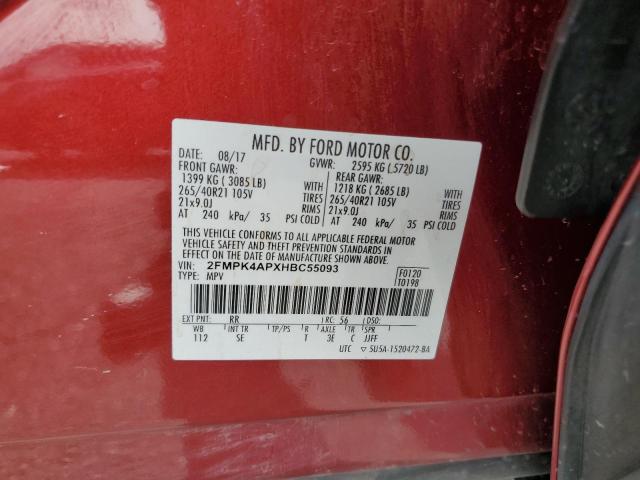 MFD. BY FORD MOTOR CO.
DATE: 08/17 GVWR: 2595 KG (.5720 LB)
FRONT GAWR: REAR GAWR:
1399 KG ( 3085 LB) 1218 KG ( 2685 LB)
265/40R21 105V TIRES 265/40R21 105V TIRES
21x9.0J RIMS 21x9.0J RIMS
AT 240 kPa/ 35 PSI COLD AT 240 kPa/ 35 PSI COLD
THIS VEHICLE CONFORMS TO ALL APPLICABLE FEDERAL MOTOR
VEHICLE SAFETY AND THEFT PREVENTION STANDARDS IN
EFFECT ON THE DATE OF MANUFACTURE SHOWN ABOVE.
VIN: 2FMPK4APXHBC55093 F0120
TYPE: MPV T0198
EXT PNT: RR RC: 56 DSO:
WB INT TR TP/PS R AXLE TR SPR
112 SE T 3E C JJFF
UTC ▽ 5U5A-1520472-BA